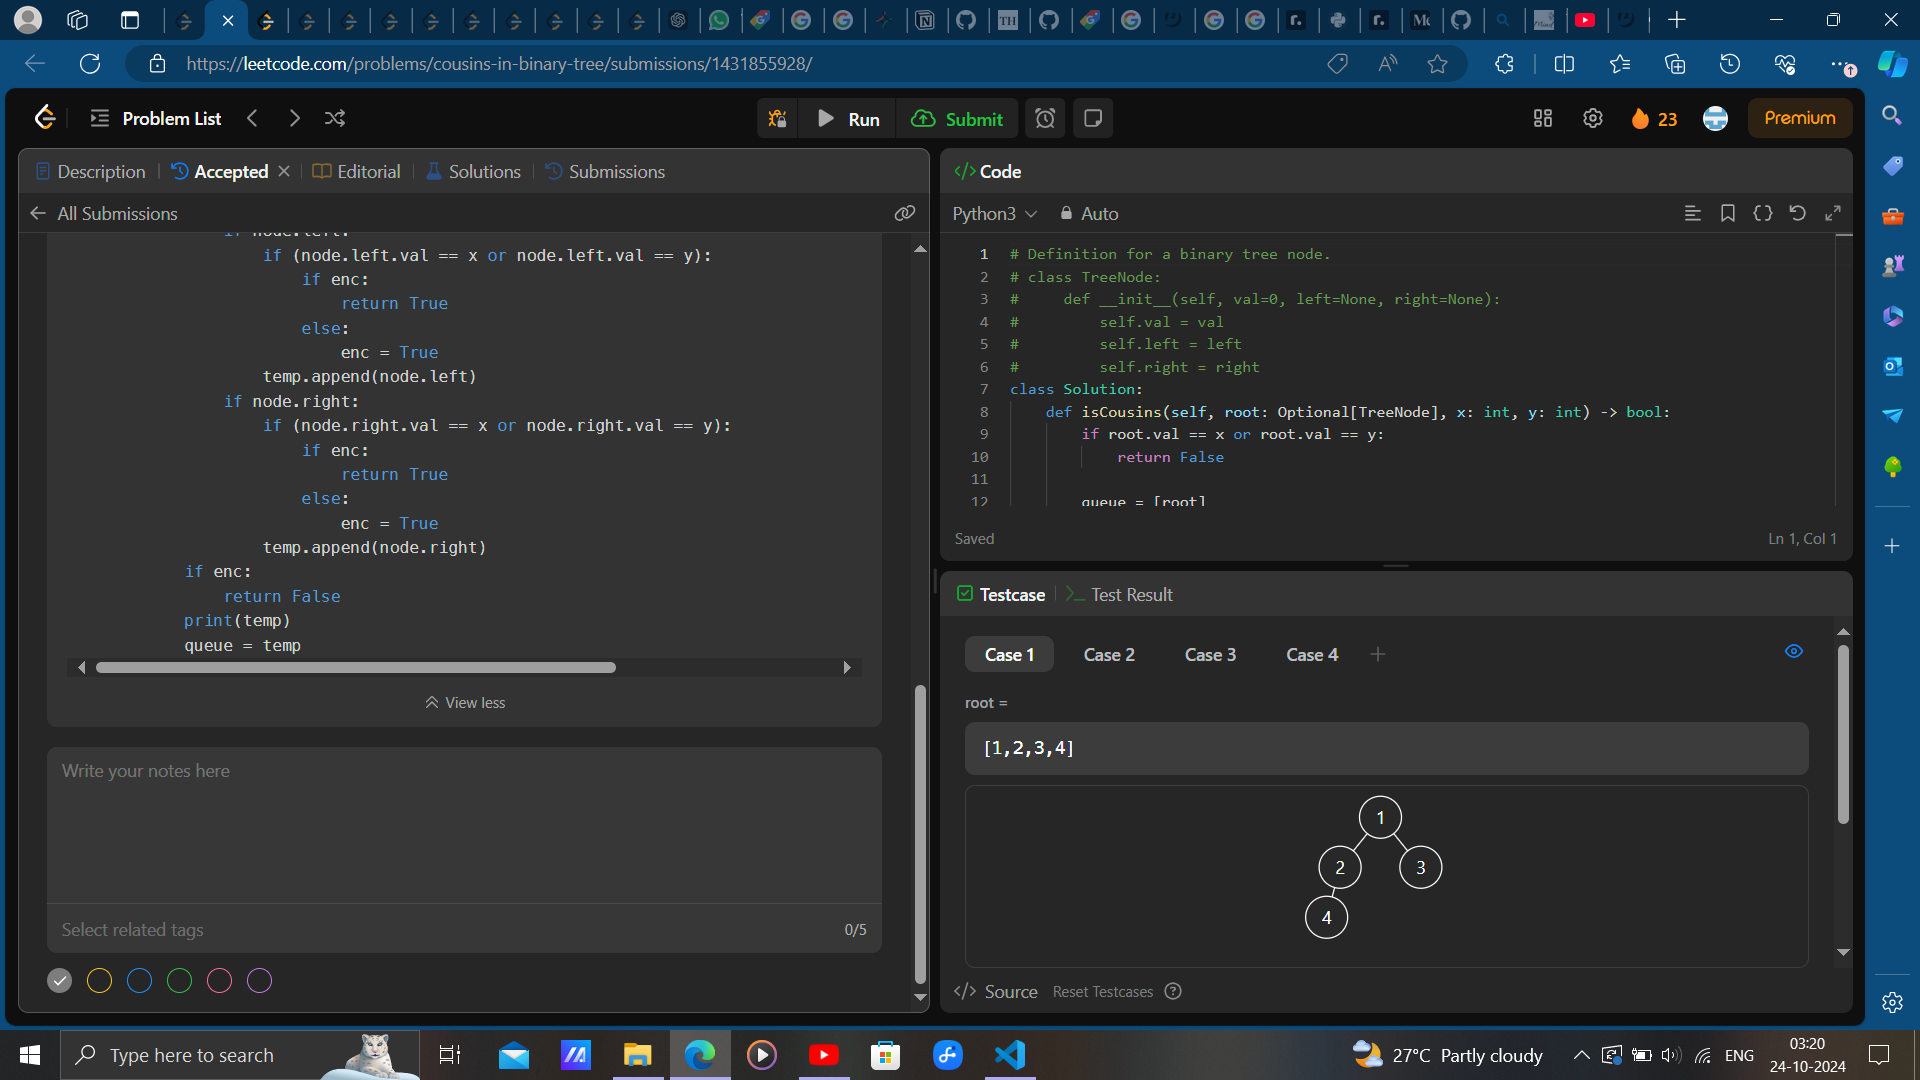 https://leetcode.com/problems/cousins-in-binary-tree/submissions/1431855928/
Problem List
Run
Submit
23
Premium
Description
Accepted
Editorial
Solutions
Submissions
All Submissions
if node.left:
if (node.left.val == x or node.left.val == y):
if enc:
return True
else:
enc = True
temp.append(node.left)
if node.right:
if (node.right.val == x or node.right.val == y):
if enc:
return True
else:
enc = True
temp.append(node.right)
if enc:
return False
print(temp)
queue = temp
View less
Write your notes here
Select related tags
0/5
Code
Python3
Auto
1 # Definition for a binary tree node.
2 # class TreeNode:
3 # def __init__(self, val=0, left=None, right=None):
4 # self.val = val
5 # self.left = left
6 # self.right = right
7 class Solution:
8 def isCousins(self, root: Optional[TreeNode], x: int, y: int) -> bool:
9 if root.val == x or root.val == y:
10 return False
11
12 queue = [root]
Saved
Ln 1, Col 1
Testcase
Test Result
Case 1
Case 2
Case 3
Case 4
root =
[1,2,3,4]
1
2
3
4
Source
Reset Testcases
Type here to search
27°C Partly cloudy
ENG
03:20
24-10-2024